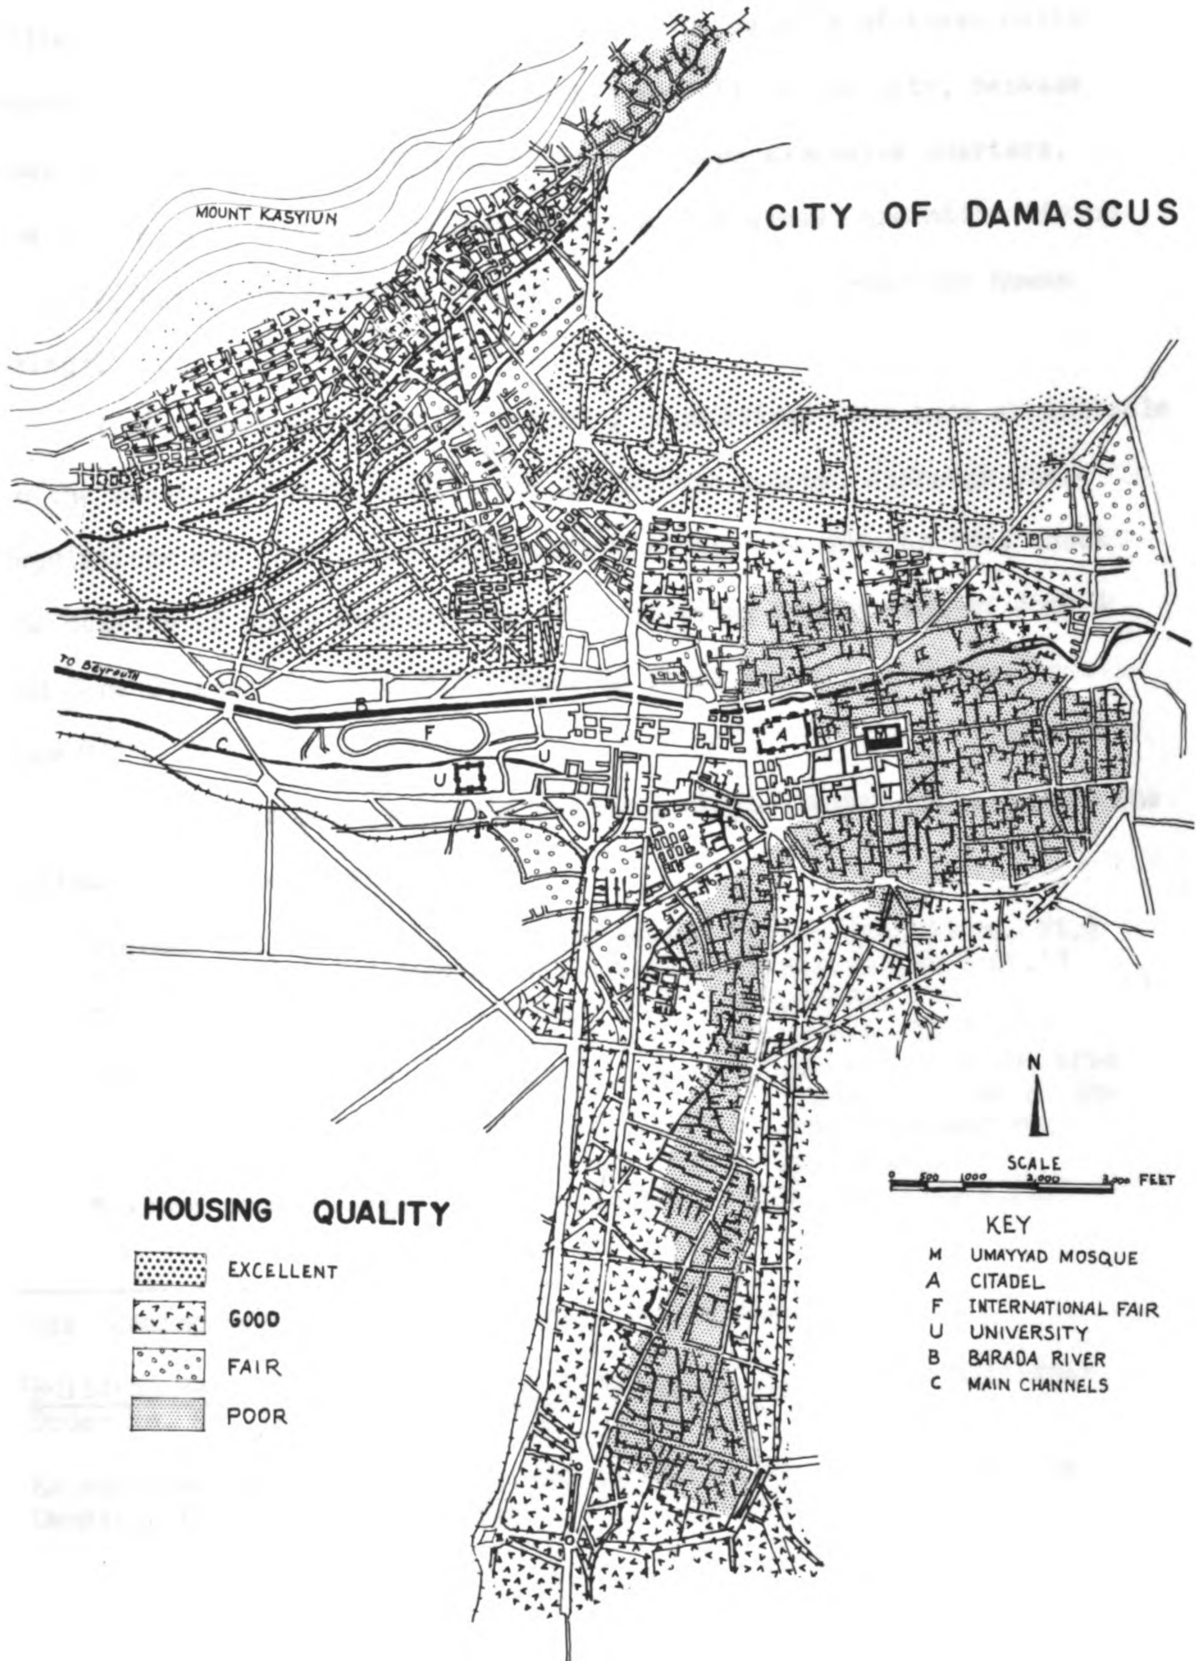 MOUNT KASYIUN
CITY OF DAMASCUS
C
C
TO BEYROUTH
B
F
C
U
U
A
M
N
SCALE
0 500 1000 2,000 3,000 FEET
HOUSING QUALITY
EXCELLENT
GOOD
FAIR
POOR
KEY
M UMAYYAD MOSQUE
A CITADEL
F INTERNATIONAL FAIR
U UNIVERSITY
B BARADA RIVER
C MAIN CHANNELS